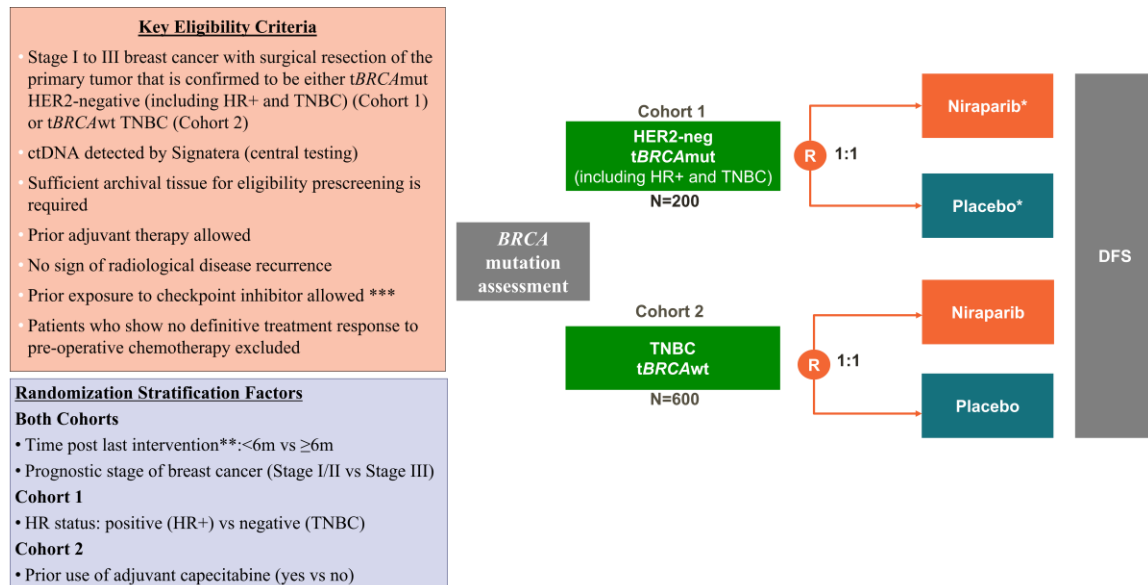 Key Eligibility Criteria
• Stage I to III breast cancer with surgical resection of the
primary tumor that is confirmed to be either tBRCAmut
HER2-negative (including HR+ and TNBC) (Cohort 1)
or tBRCAwt TNBC (Cohort 2)
• ctDNA detected by Signatera (central testing)
• Sufficient archival tissue for eligibility prescreening is
required
• Prior adjuvant therapy allowed
• No sign of radiological disease recurrence
• Prior exposure to checkpoint inhibitor allowed ***
• Patients who show no definitive treatment response to
pre-operative chemotherapy excluded
Randomization Stratification Factors
Both Cohorts
• Time post last intervention**:<6m vs ≥6m
• Prognostic stage of breast cancer (Stage I/II vs Stage III)
Cohort 1
• HR status: positive (HR+) vs negative (TNBC)
Cohort 2
• Prior use of adjuvant capecitabine (yes vs no)
BRCA
mutation
assessment
Cohort 1
HER2-neg
tBRCAmut
(including HR+ and TNBC)
N=200
R
1:1
Niraparib*
Placebo*
Cohort 2
TNBC
tBRCAwt
N=600
R
1:1
Niraparib
Placebo
DFS